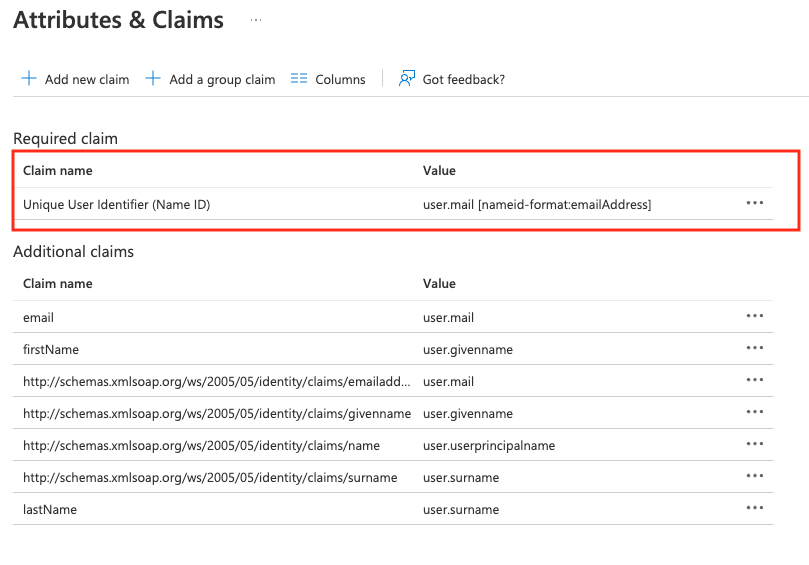 Attributes & Claims ...
Add new claim Add a group claim Columns Got feedback?
Required claim
Claim name Value
Unique User Identifier (Name ID) user.mail [nameid-format:emailAddress] ...
Additional claims
Claim name Value
email user.mail ...
firstName user.givenname ...
http://schemas.xmlsoap.org/ws/2005/05/identity/claims/emailadd... user.mail ...
http://schemas.xmlsoap.org/ws/2005/05/identity/claims/givenname user.givenname ...
http://schemas.xmlsoap.org/ws/2005/05/identity/claims/name user.userprincipalname ...
http://schemas.xmlsoap.org/ws/2005/05/identity/claims/surname user.surname ...
lastName user.surname ...